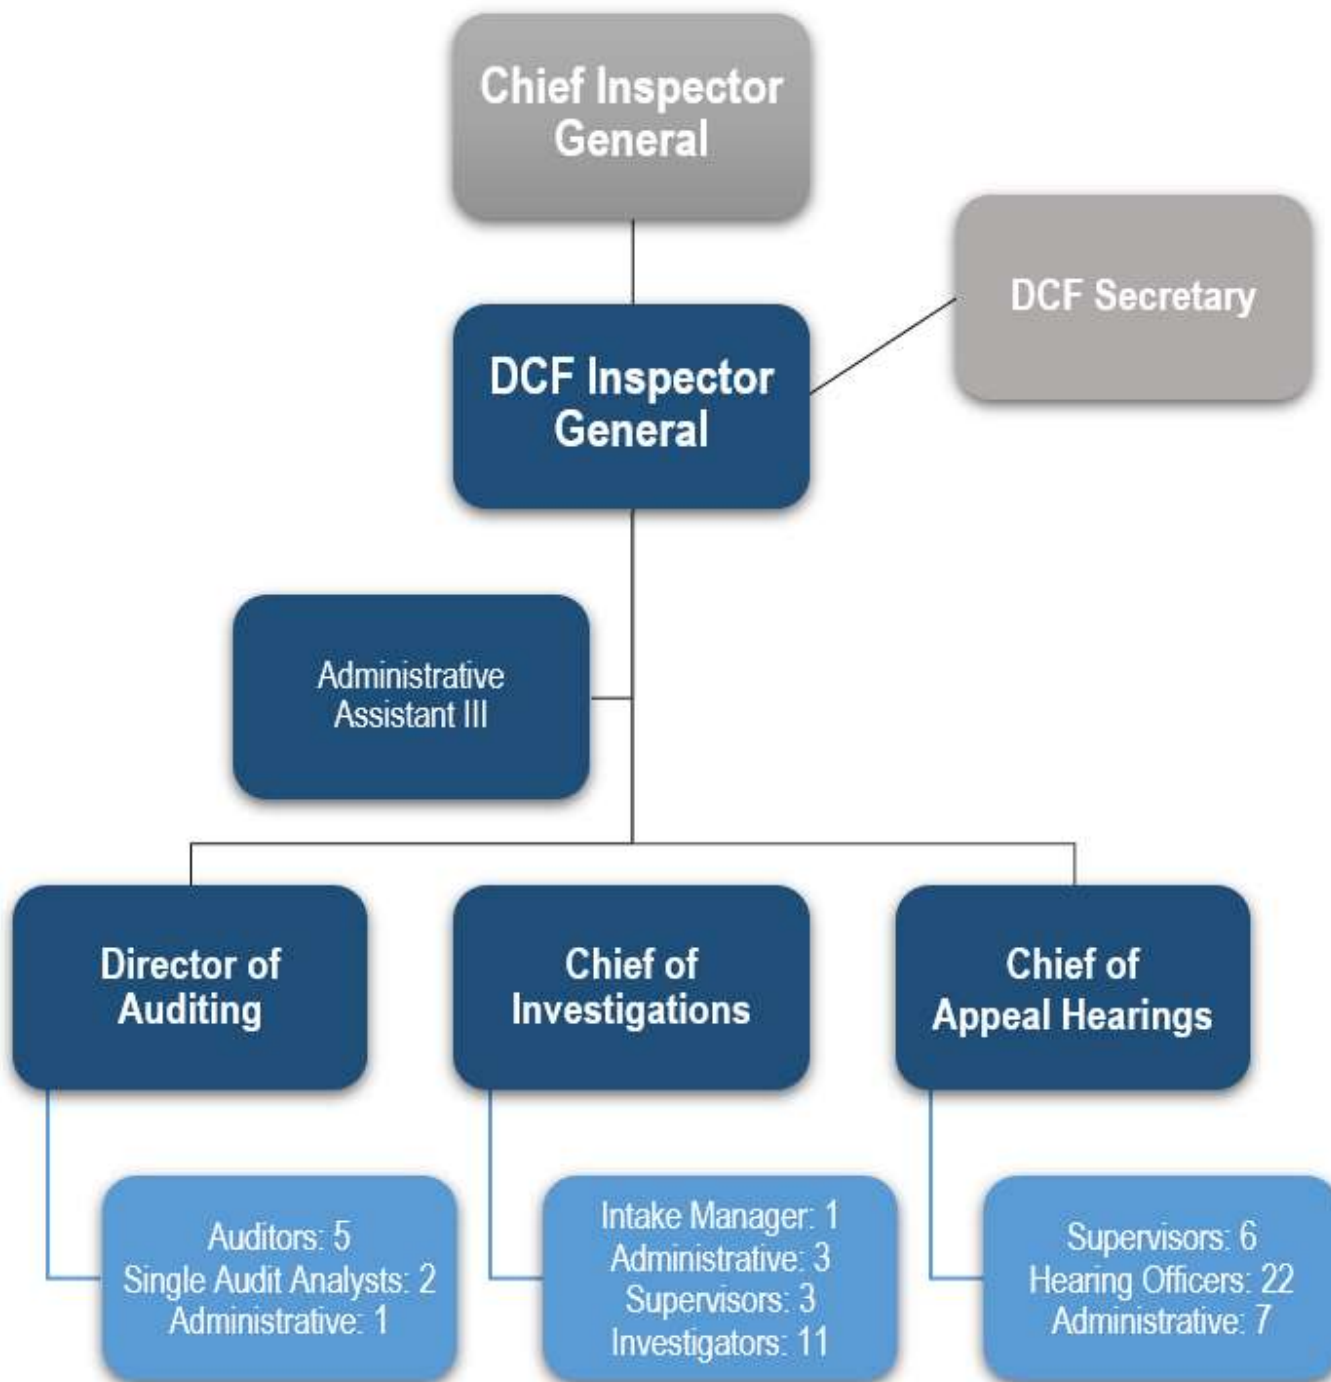 Chief Inspector
General
DCF Secretary
DCF Inspector
General
Administrative
Assistant III
Director of
Auditing
Chief of
Investigations
Chief of
Appeal Hearings
Auditors: 5
Single Audit Analysts: 2
Administrative: 1
Intake Manager: 1
Administrative: 3
Supervisors: 3
Investigators: 11
Supervisors: 6
Hearing Officers: 22
Administrative: 7